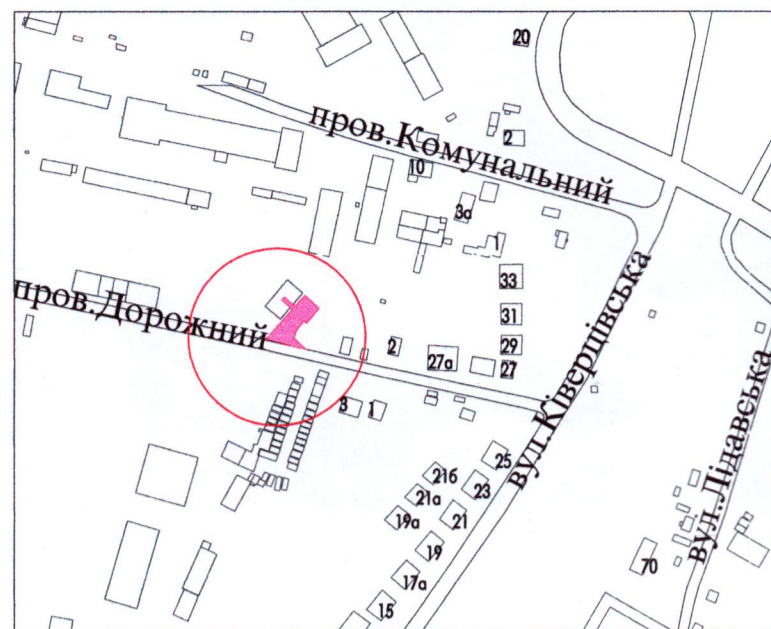 20
пров.Комунальний
2
10
3а
1
33
31
29
27
пров.Дорожний
2
27а
3
1
вул.Ківерцівська
25
23
21б
21а
21
19а
19
17а
15
вул.Лідавська
70